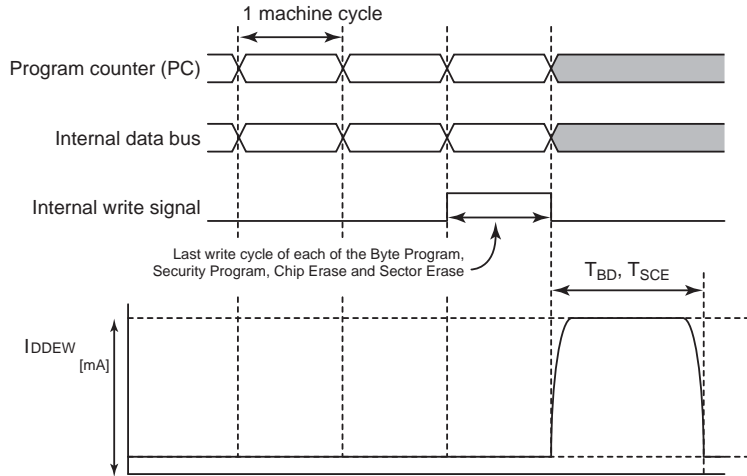 1 machine cycle
Program counter (PC)
Internal data bus
Internal write signal
Last write cycle of each of the Byte Program,
Security Program, Chip Erase and Sector Erase
TBD, TSCE
IDDEW
[mA]